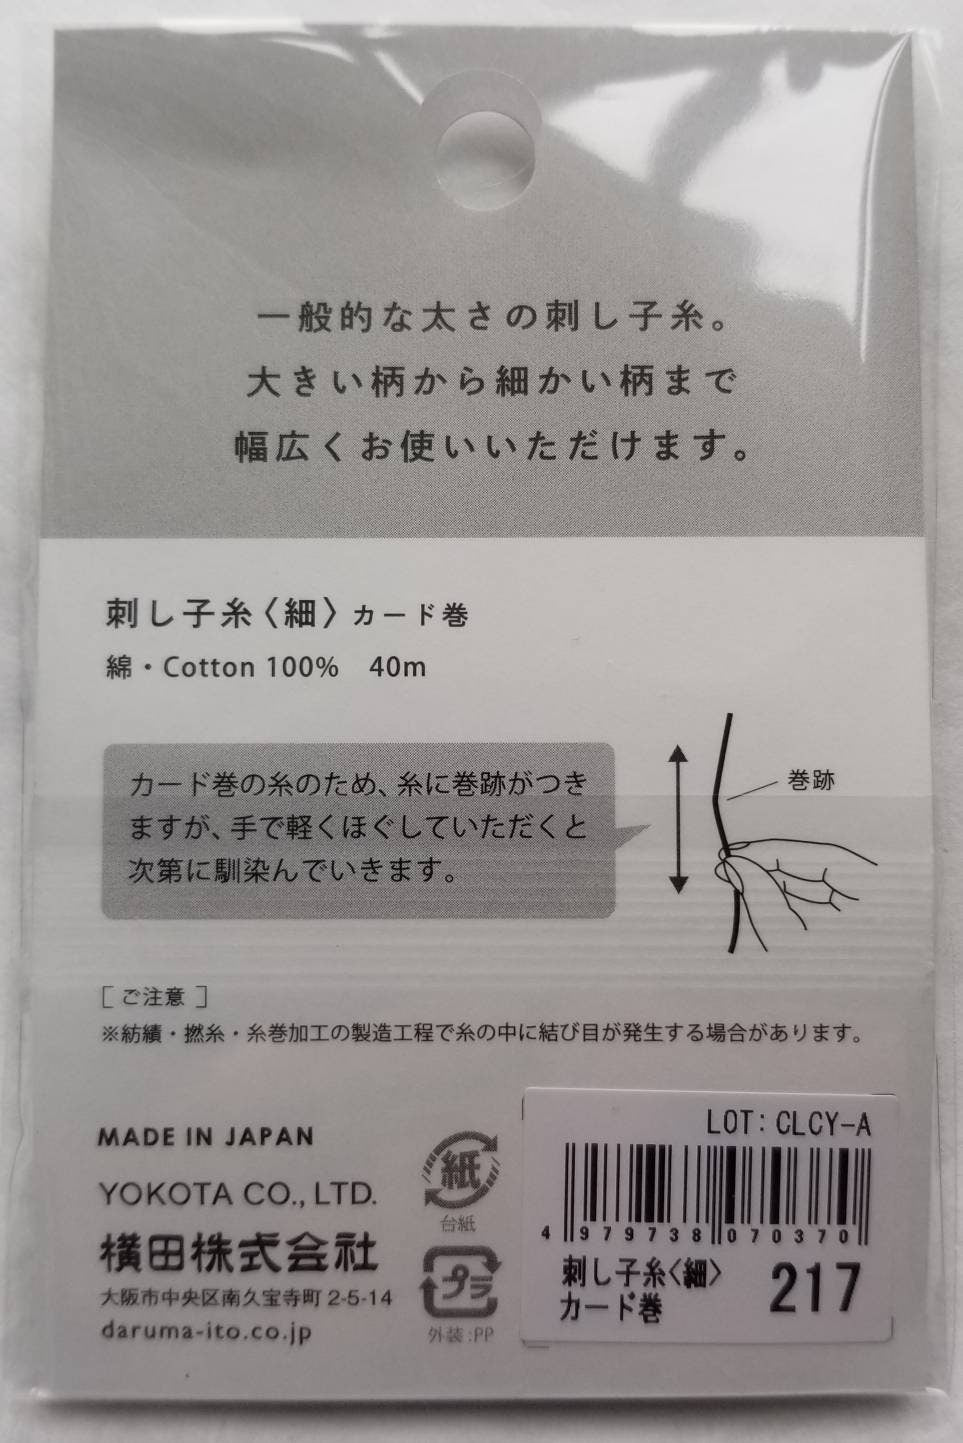 一般的な太さの刺し子糸。
大きい柄から細かい柄まで
幅広くお使いいただけます。
刺し子糸〈細〉カード巻
綿・Cotton 100%　40m
カード巻の糸のため、糸に巻跡がつき
ますが、手で軽くほぐしていただくと
次第に馴染んでいきます。
巻跡
［ ご注意 ］
※紡績・撚糸・糸巻加工の製造工程で糸の中に結び目が発生する場合があります。
MADE IN JAPAN
YOKOTA CO., LTD.
横田株式会社
大阪市中央区南久宝寺町 2-5-14
daruma-ito.co.jp
紙
台紙
プラ
外装:PP
LOT: CLCY-A
4 979738 070370
刺し子糸〈細〉
カード巻
217